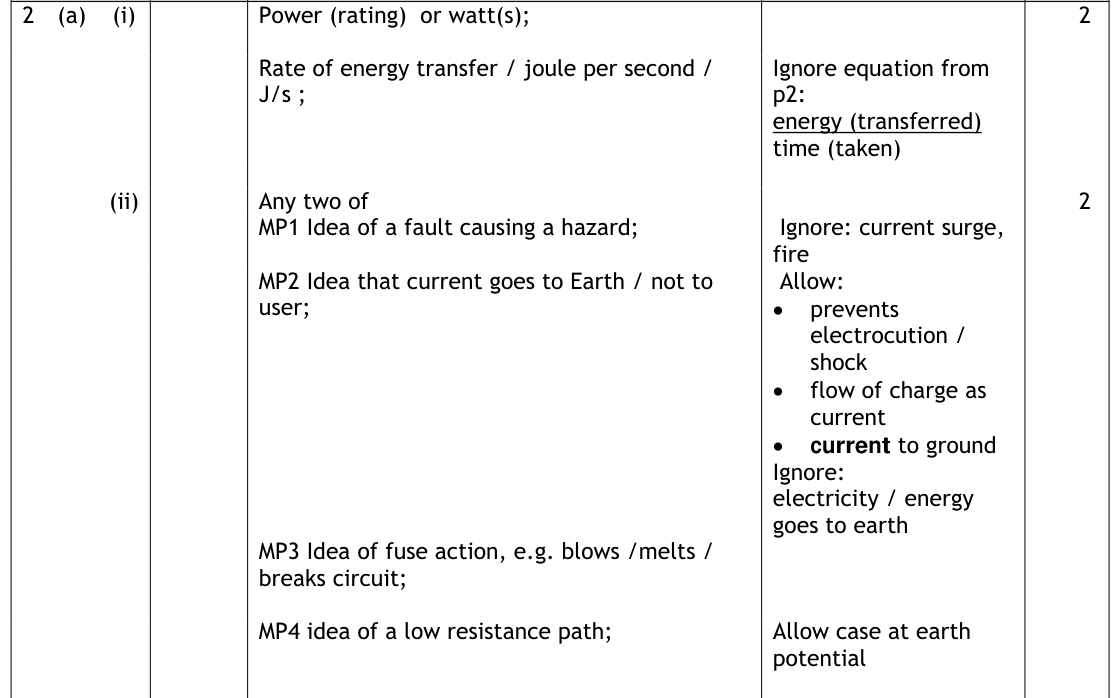 2 (a) (i) Power (rating) or watt(s); 2
Rate of energy transfer / joule per second / Ignore equation from
J/s ; p2:
energy (transferred)
time (taken)
(ii) Any two of 2
MP1 Idea of a fault causing a hazard; Ignore: current surge,
fire
MP2 Idea that current goes to Earth / not to Allow:
user; • prevents
electrocution /
shock
• flow of charge as
current
• current to ground
Ignore:
electricity / energy
goes to earth
MP3 Idea of fuse action, e.g. blows /melts /
breaks circuit;
MP4 idea of a low resistance path; Allow case at earth
potential